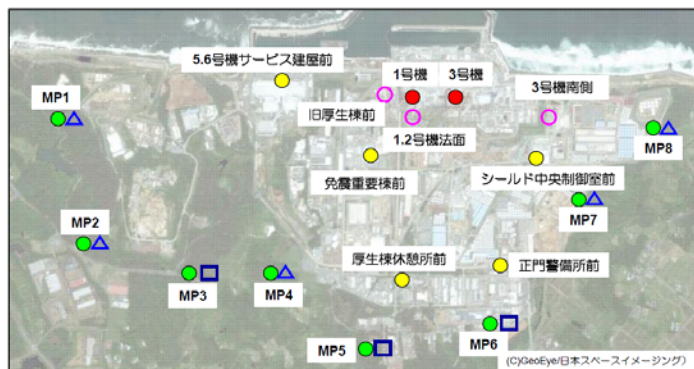 5.6号機サービス建屋前
1号機
3号機
3号機南側
MP1
旧厚生棟前
1.2号機法面
MP8
免震重要棟前
シールド中央制御室前
MP7
MP2
厚生棟休憩所前
正門警備所前
MP3
MP4
MP5
MP6
(C)GeoEye/日本スペースイメージング)